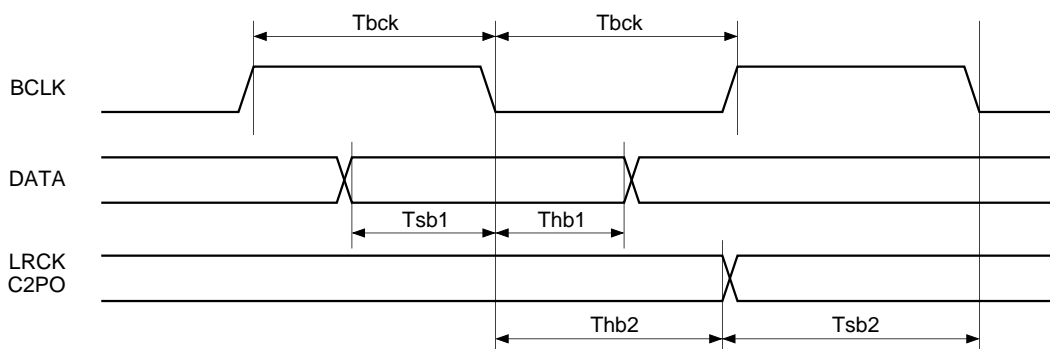 Tbck Tbck
BCLK
DATA
Tsb1 Thb1
LRCK
C2PO
Thb2 Tsb2